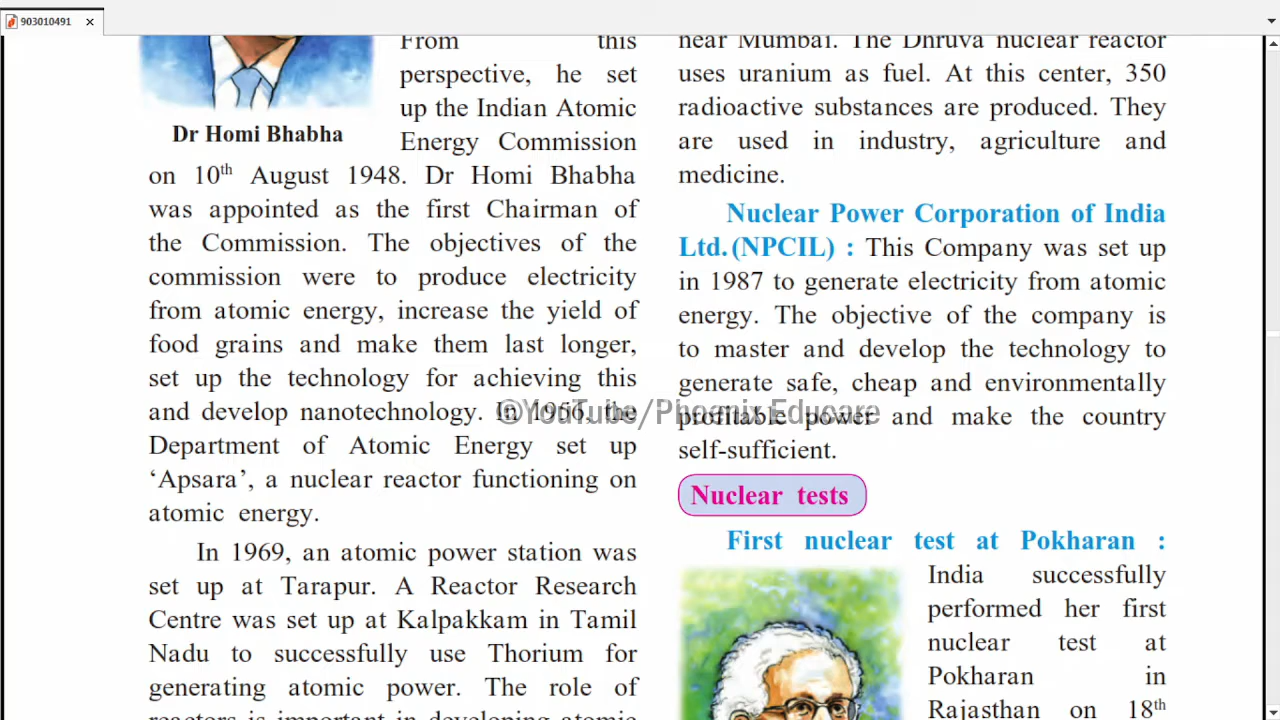 903010491
From this
perspective, he set
up the Indian Atomic
Energy Commission
Dr Homi Bhabha
on 10th August 1948. Dr Homi Bhabha
was appointed as the first Chairman of
the Commission. The objectives of the
commission were to produce electricity
from atomic energy, increase the yield of
food grains and make them last longer,
set up the technology for achieving this
and develop nanotechnology. In 1956, the
Department of Atomic Energy set up
‘Apsara’, a nuclear reactor functioning on
atomic energy.
In 1969, an atomic power station was
set up at Tarapur. A Reactor Research
Centre was set up at Kalpakkam in Tamil
Nadu to successfully use Thorium for
generating atomic power. The role of
reactors is important in developing atomic
near Mumbai. The Dhruva nuclear reactor
uses uranium as fuel. At this center, 350
radioactive substances are produced. They
are used in industry, agriculture and
medicine.
Nuclear Power Corporation of India
Ltd.(NPCIL) : This Company was set up
in 1987 to generate electricity from atomic
energy. The objective of the company is
to master and develop the technology to
generate safe, cheap and environmentally
profitable power and make the country
self-sufficient.
Nuclear tests
First nuclear test at Pokharan :
India successfully
performed her first
nuclear test at
Pokharan in
Rajasthan on 18th
©YouTube/Phoenix Educare